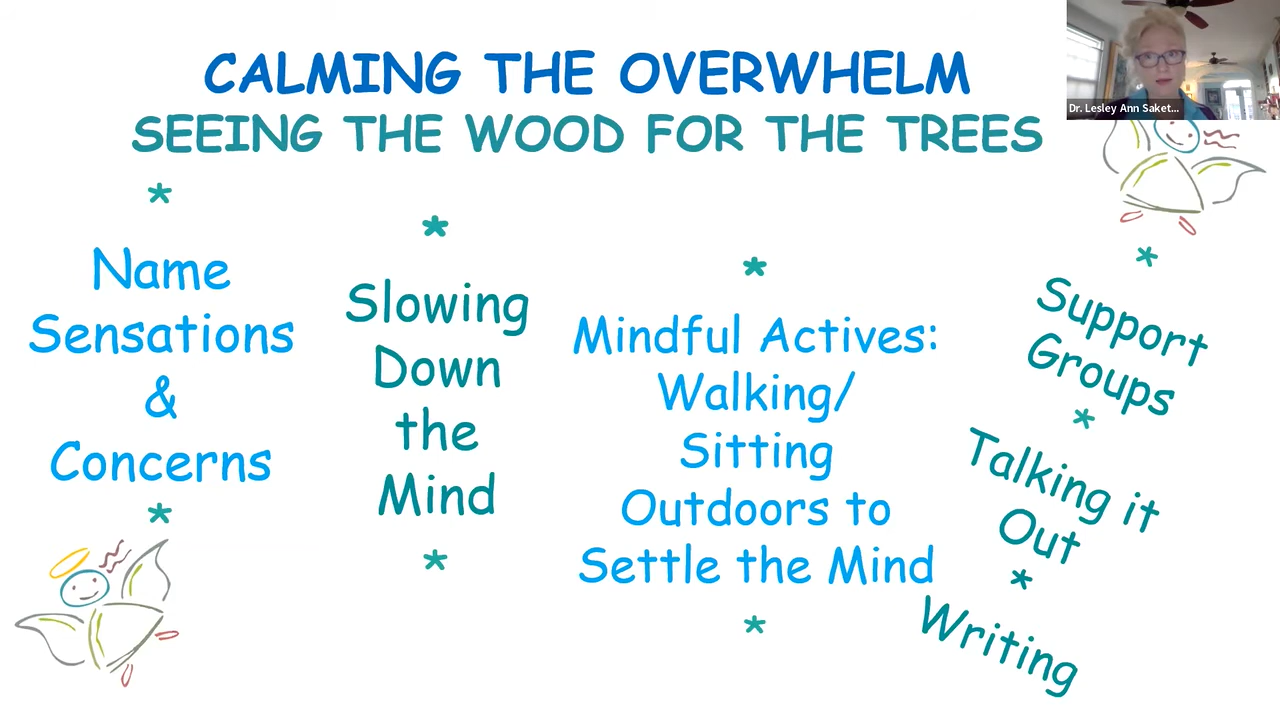 CALMING THE OVERWHELM
SEEING THE WOOD FOR THE TREES
Dr. Lesley Ann Saket...
*
Name
Sensations
&
Concerns
*
*
Slowing
Down
the
Mind
*
*
Mindful Actives:
Walking/
Sitting
Outdoors to
Settle the Mind
*
*
Support
Groups
*
Talking it
Out
*
Writing